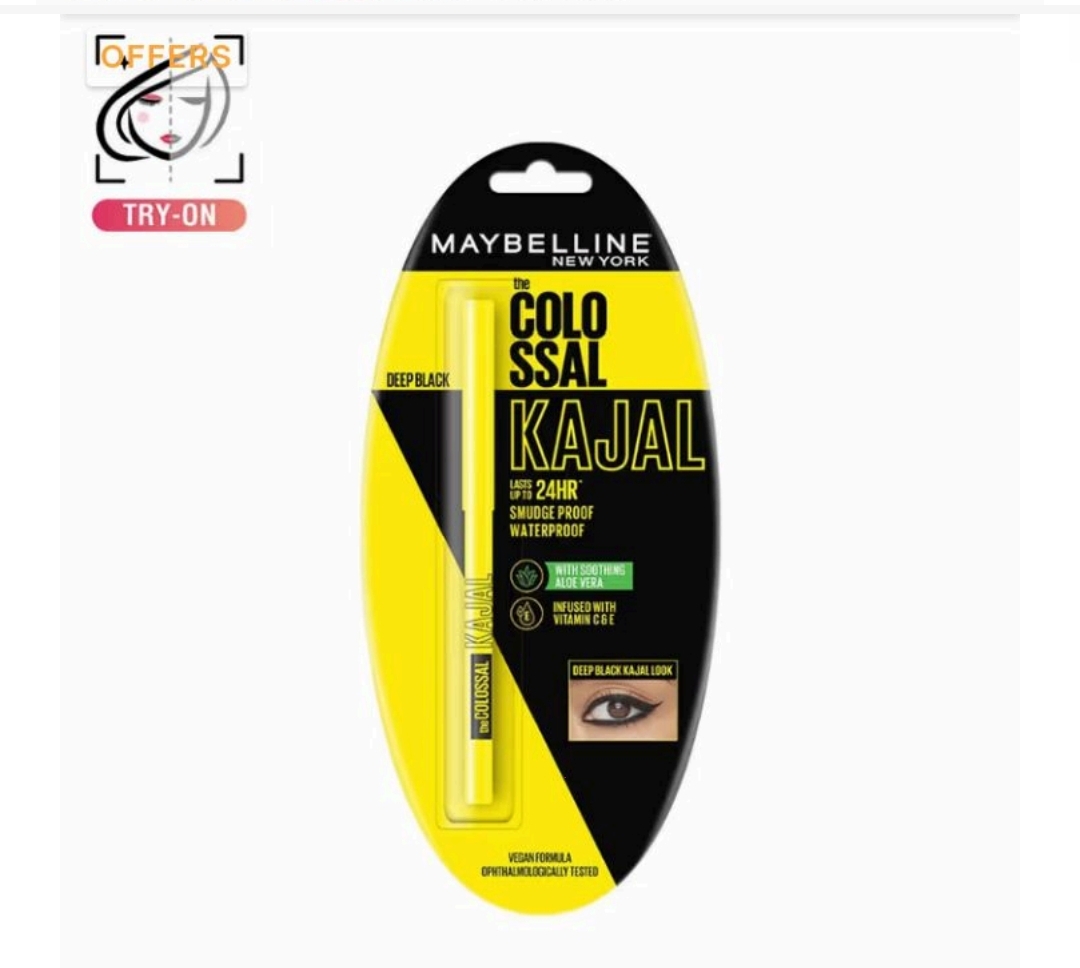 OFFERS
TRY-ON
MAYBELLINE
NEW YORK
the
COLO
SSAL
DEEP BLACK
KAJAL
LASTS
UP TO 24HR*
SMUDGE PROOF
WATERPROOF
WITH SOOTHING
ALOE VERA
E
INFUSED WITH
VITAMIN C & E
KAJAL
the COLOSSAL
DEEP BLACK KAJAL LOOK
VEGAN FORMULA
OPHTHALMOLOGICALLY TESTED